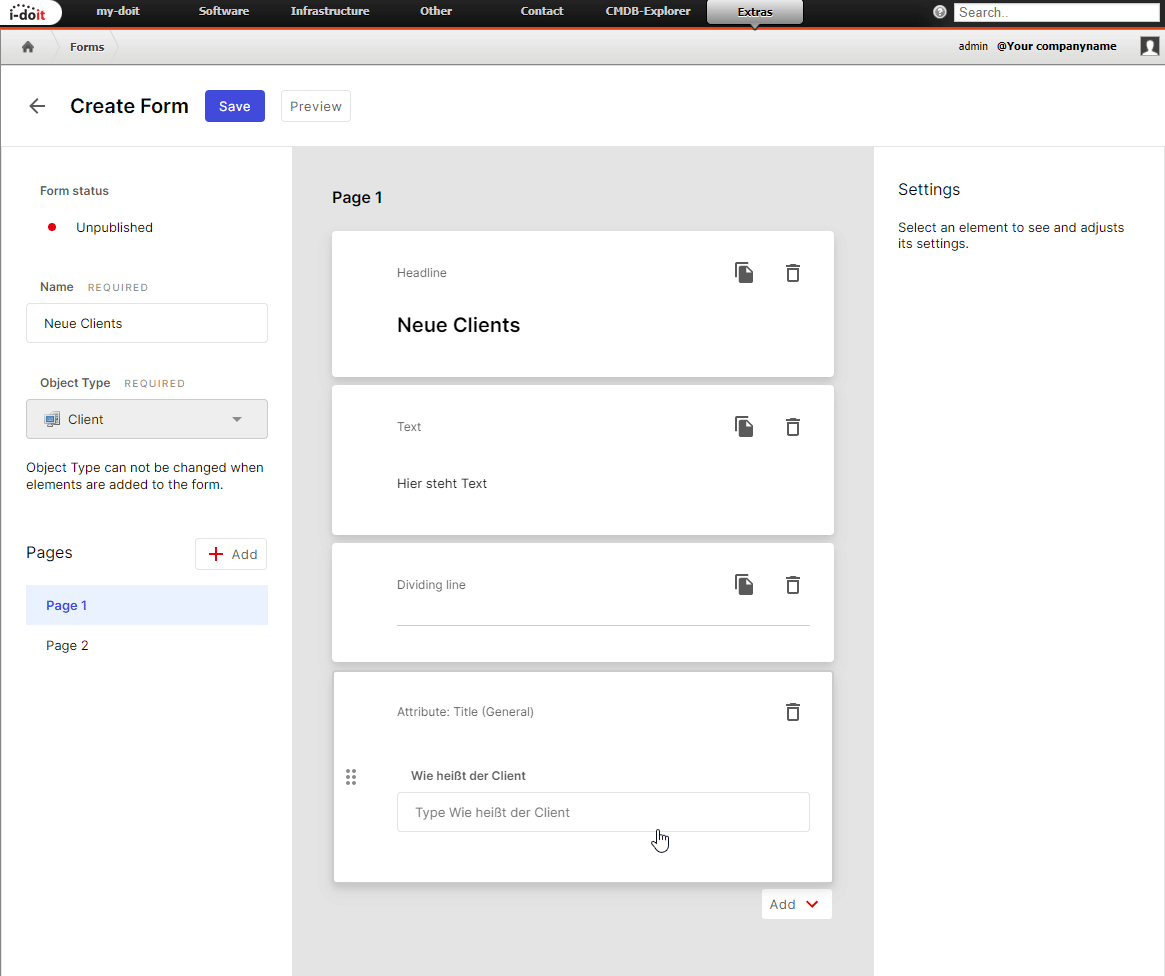 i-doit my-doit Software Infrastructure Other Contact CMDB-Explorer Extras ? Search..
Forms admin @Your companyname
Create Form Save Preview
Form status
Unpublished
Name REQUIRED
Neue Clients
Object Type REQUIRED
Client
Object Type can not be changed when
elements are added to the form.
Pages Add
Page 1
Page 2
Page 1
Headline
Neue Clients
Text
Hier steht Text
Dividing line
Attribute: Title (General)
Wie heißt der Client
Type Wie heißt der Client
Add
Settings
Select an element to see and adjusts
its settings.